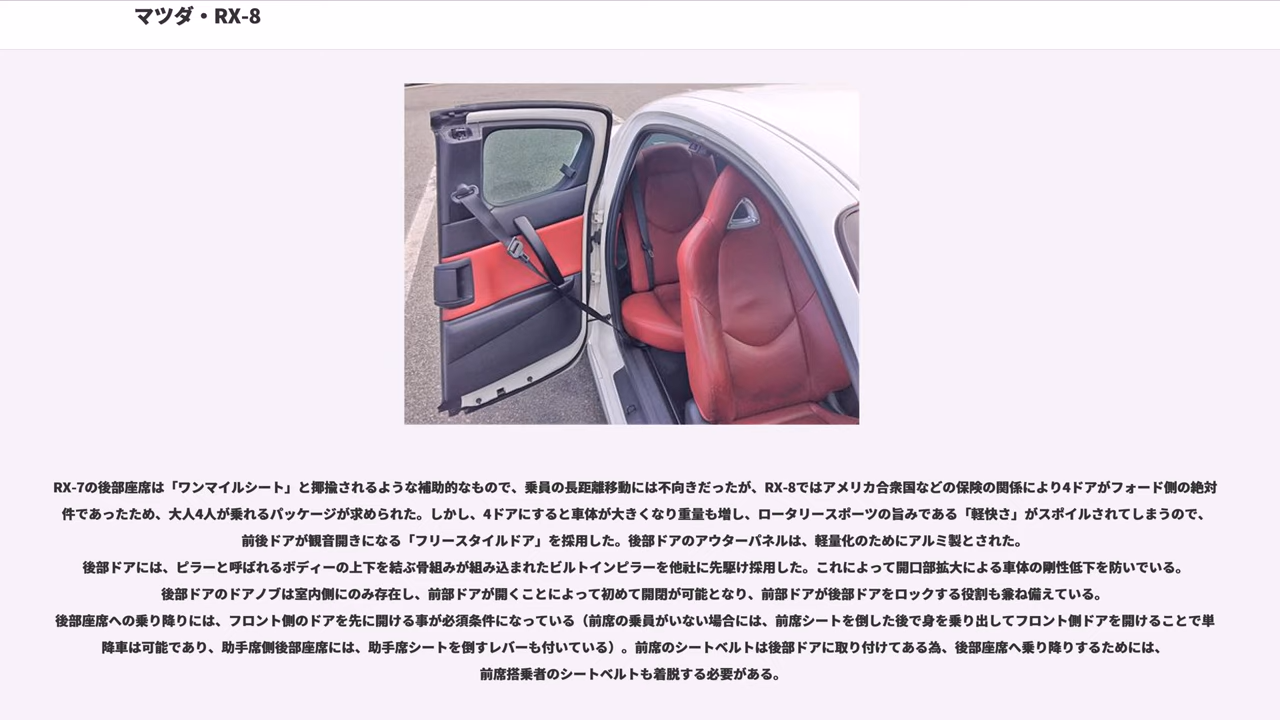 マツダ・RX-8
RX-7の後部座席は「ワンマイルシート」と揶揄されるような補助的なもので、乗員の長距離移動には不向きだったが、RX-8ではアメリカ合衆国などの保険の関係により4ドアがフォード側の絶対
件であったため、大人4人が乗れるパッケージが求められた。しかし、4ドアにすると車体が大きくなり重量も増し、ロータリースポーツの旨みである「軽快さ」がスポイルされてしまうので、
前後ドアが観音開きになる「フリースタイルドア」を採用した。後部ドアのアウターパネルは、軽量化のためにアルミ製とされた。
後部ドアには、ピラーと呼ばれるボディーの上下を結ぶ骨組みが組み込まれたビルトインピラーを他社に先駆け採用した。これによって開口部拡大による車体の剛性低下を防いでいる。
後部ドアのドアノブは室内側にのみ存在し、前部ドアが開くことによって初めて開閉が可能となり、前部ドアが後部ドアをロックする役割も兼ね備えている。
後部座席への乗り降りには、フロント側のドアを先に開ける事が必須条件になっている（前席の乗員がいない場合には、前席シートを倒した後で身を乗り出してフロント側ドアを開けることで単
降車は可能であり、助手席側後部座席には、助手席シートを倒すレバーも付いている）。前席のシートベルトは後部ドアに取り付けてある為、後部座席へ乗り降りするためには、
前席搭乗者のシートベルトも着脱する必要がある。